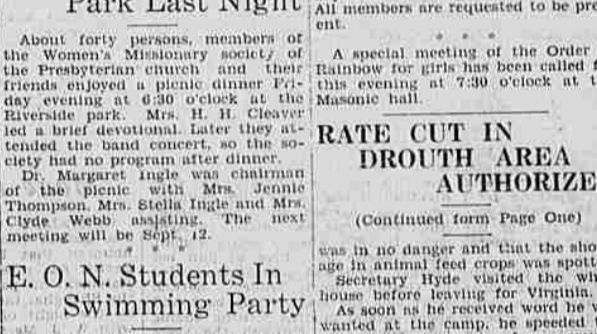 Park Last Night
About forty persons, members of
the Women's Missionary society of
the Presbyterian church and their
friends enjoyed a picnic dinner Fri-
day evening at 6:30 o'clock at the
Riverside park. Mrs. H. H. Cleaver
led a brief devotional. Later they at-
tended the band concert, so the so-
ciety had no program after dinner.
Dr. Margaret Ingle was chairman
of the picnic with Mrs. Jennie
Thompson, Mrs. Stella Ingle and Mrs.
Clyde Webb assisting. The next
meeting will be Sept. 12.
* *
E. O. N. Students In
Swimming Party
All members are requested to be pre
ent.
* * *
A special meeting of the Order
Rainbow for girls has been called f
this evening at 7:30 o'clock at t
Masonic hall.
RATE CUT IN
DROUTH AREA
AUTHORIZE
(Continued form Page One)
was in no danger and that the sho
age in animal feed crops was spott
Secretary Hyde visited the wh
house before leaving for Virginia.
As soon as he received word he w
wanted at the camp, he speeded